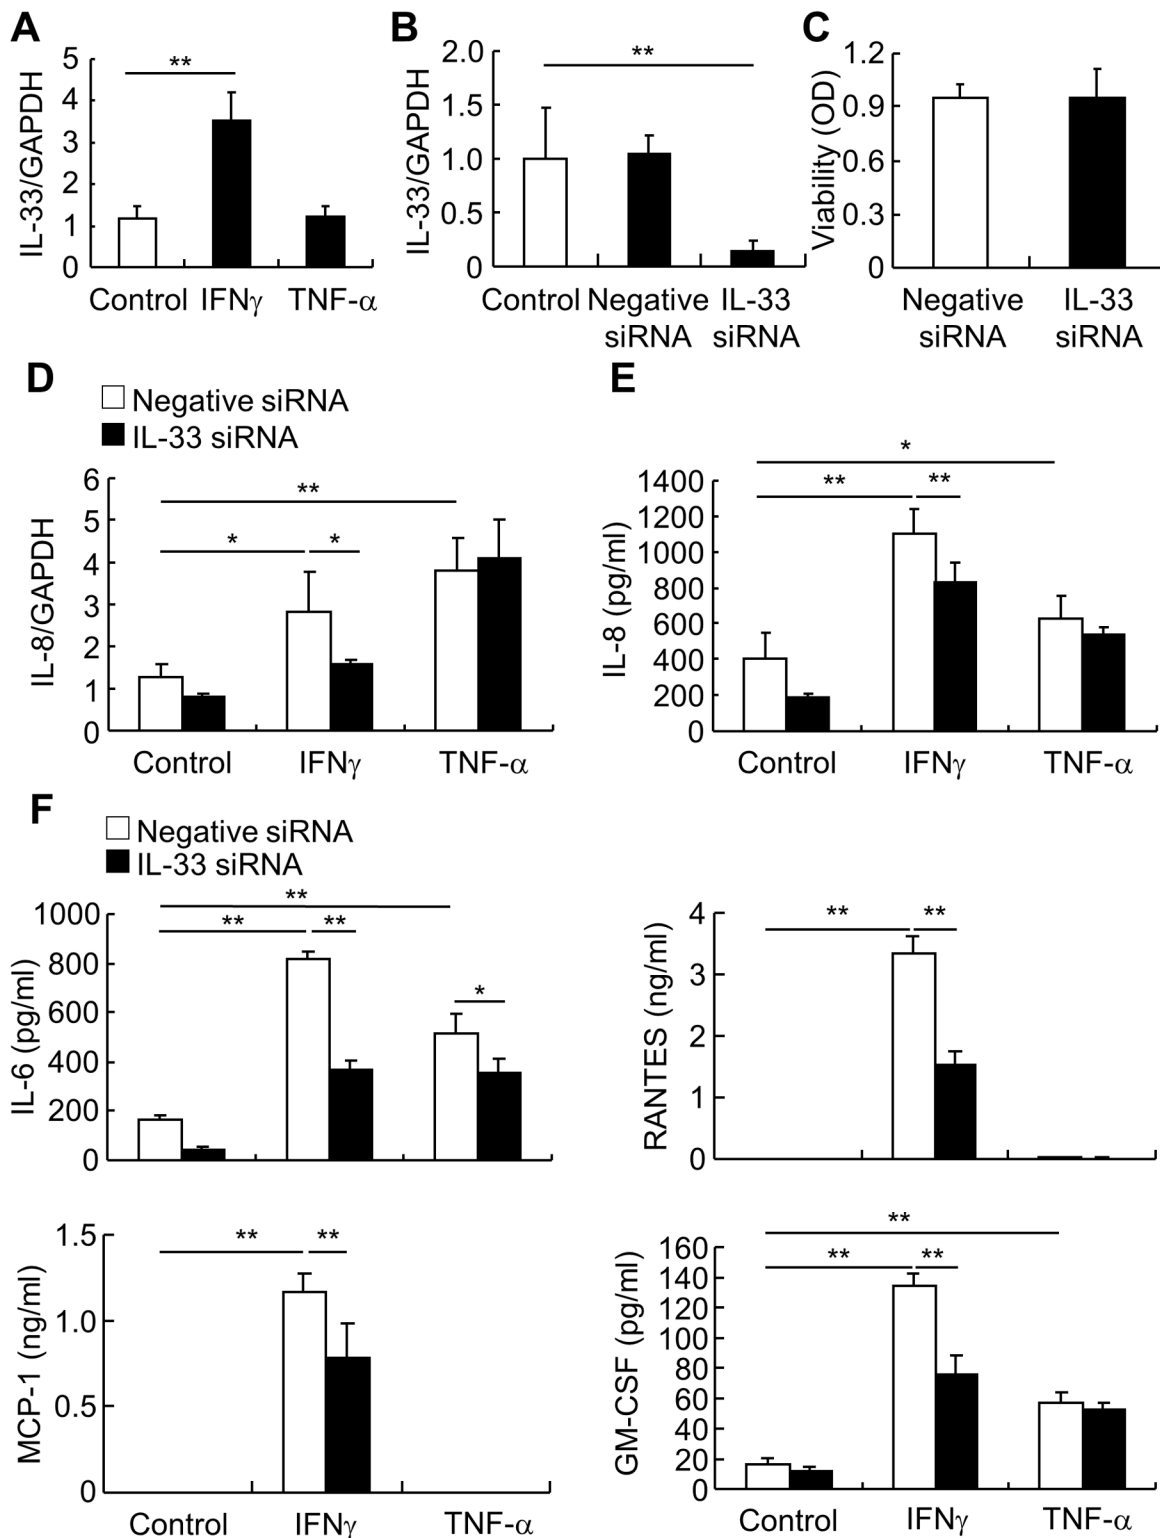 A
IL-33/GAPDH
5
4
3
2
1
0
**
Control IFNγ TNF-α
B
IL-33/GAPDH
2.0
1.5
1.0
0.5
0
**
Control Negative siRNA IL-33 siRNA
C
Viability (OD)
1.2
0.9
0.6
0.3
0
Negative siRNA IL-33 siRNA
D
Negative siRNA
IL-33 siRNA
IL-8/GAPDH
6
5
4
3
2
1
0
**
* *
Control IFNγ TNF-α
E
IL-8 (pg/ml)
1400
1200
1000
800
600
400
200
0
*
** **
Control IFNγ TNF-α
F
Negative siRNA
IL-33 siRNA
IL-6 (pg/ml)
1000
800
600
400
200
0
**
** **
*
RANTES (ng/ml)
4
3
2
1
0
** **
MCP-1 (ng/ml)
1.5
1.0
0.5
0
** **
Control IFNγ TNF-α
GM-CSF (pg/ml)
160
140
120
100
80
60
40
20
0
**
** **
Control IFNγ TNF-α